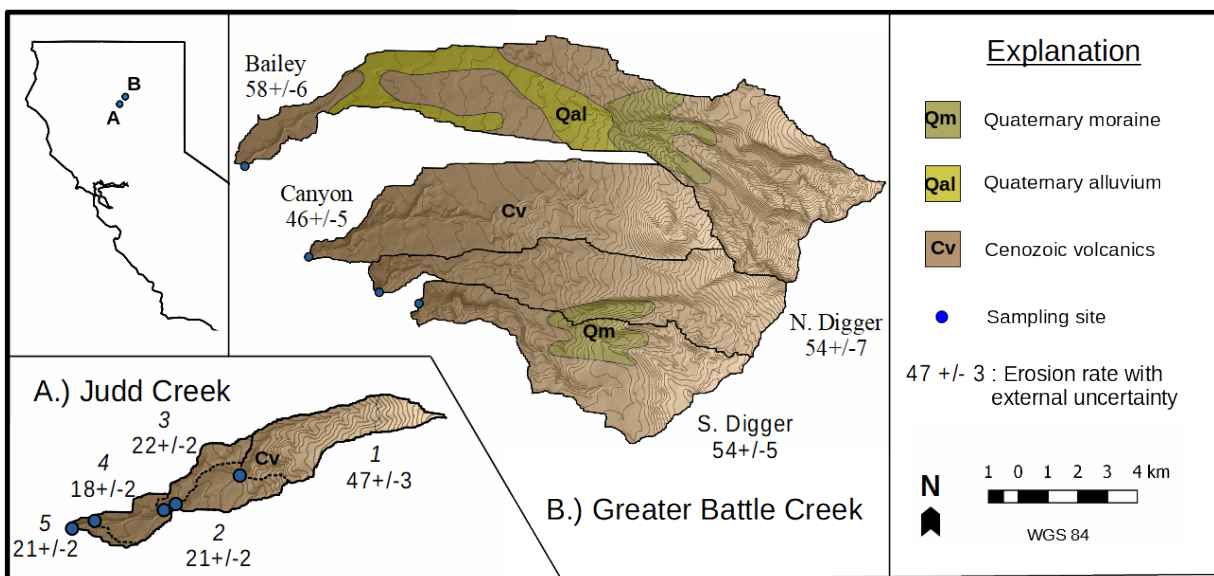 B
A
Bailey
58+/-6
Qal
Canyon
46+/-5
Cv
Qm
N. Digger
54+/-7
S. Digger
54+/-5
B.) Greater Battle Creek
A.) Judd Creek
3
22+/-2
Cv
4
18+/-2
1
47+/-3
5
21+/-2
2
21+/-2
Explanation
Qm Quaternary moraine
Qal Quaternary alluvium
Cv Cenozoic volcanics
Sampling site
47 +/- 3 : Erosion rate with
external uncertainty
N
1 0 1 2 3 4 km
WGS 84